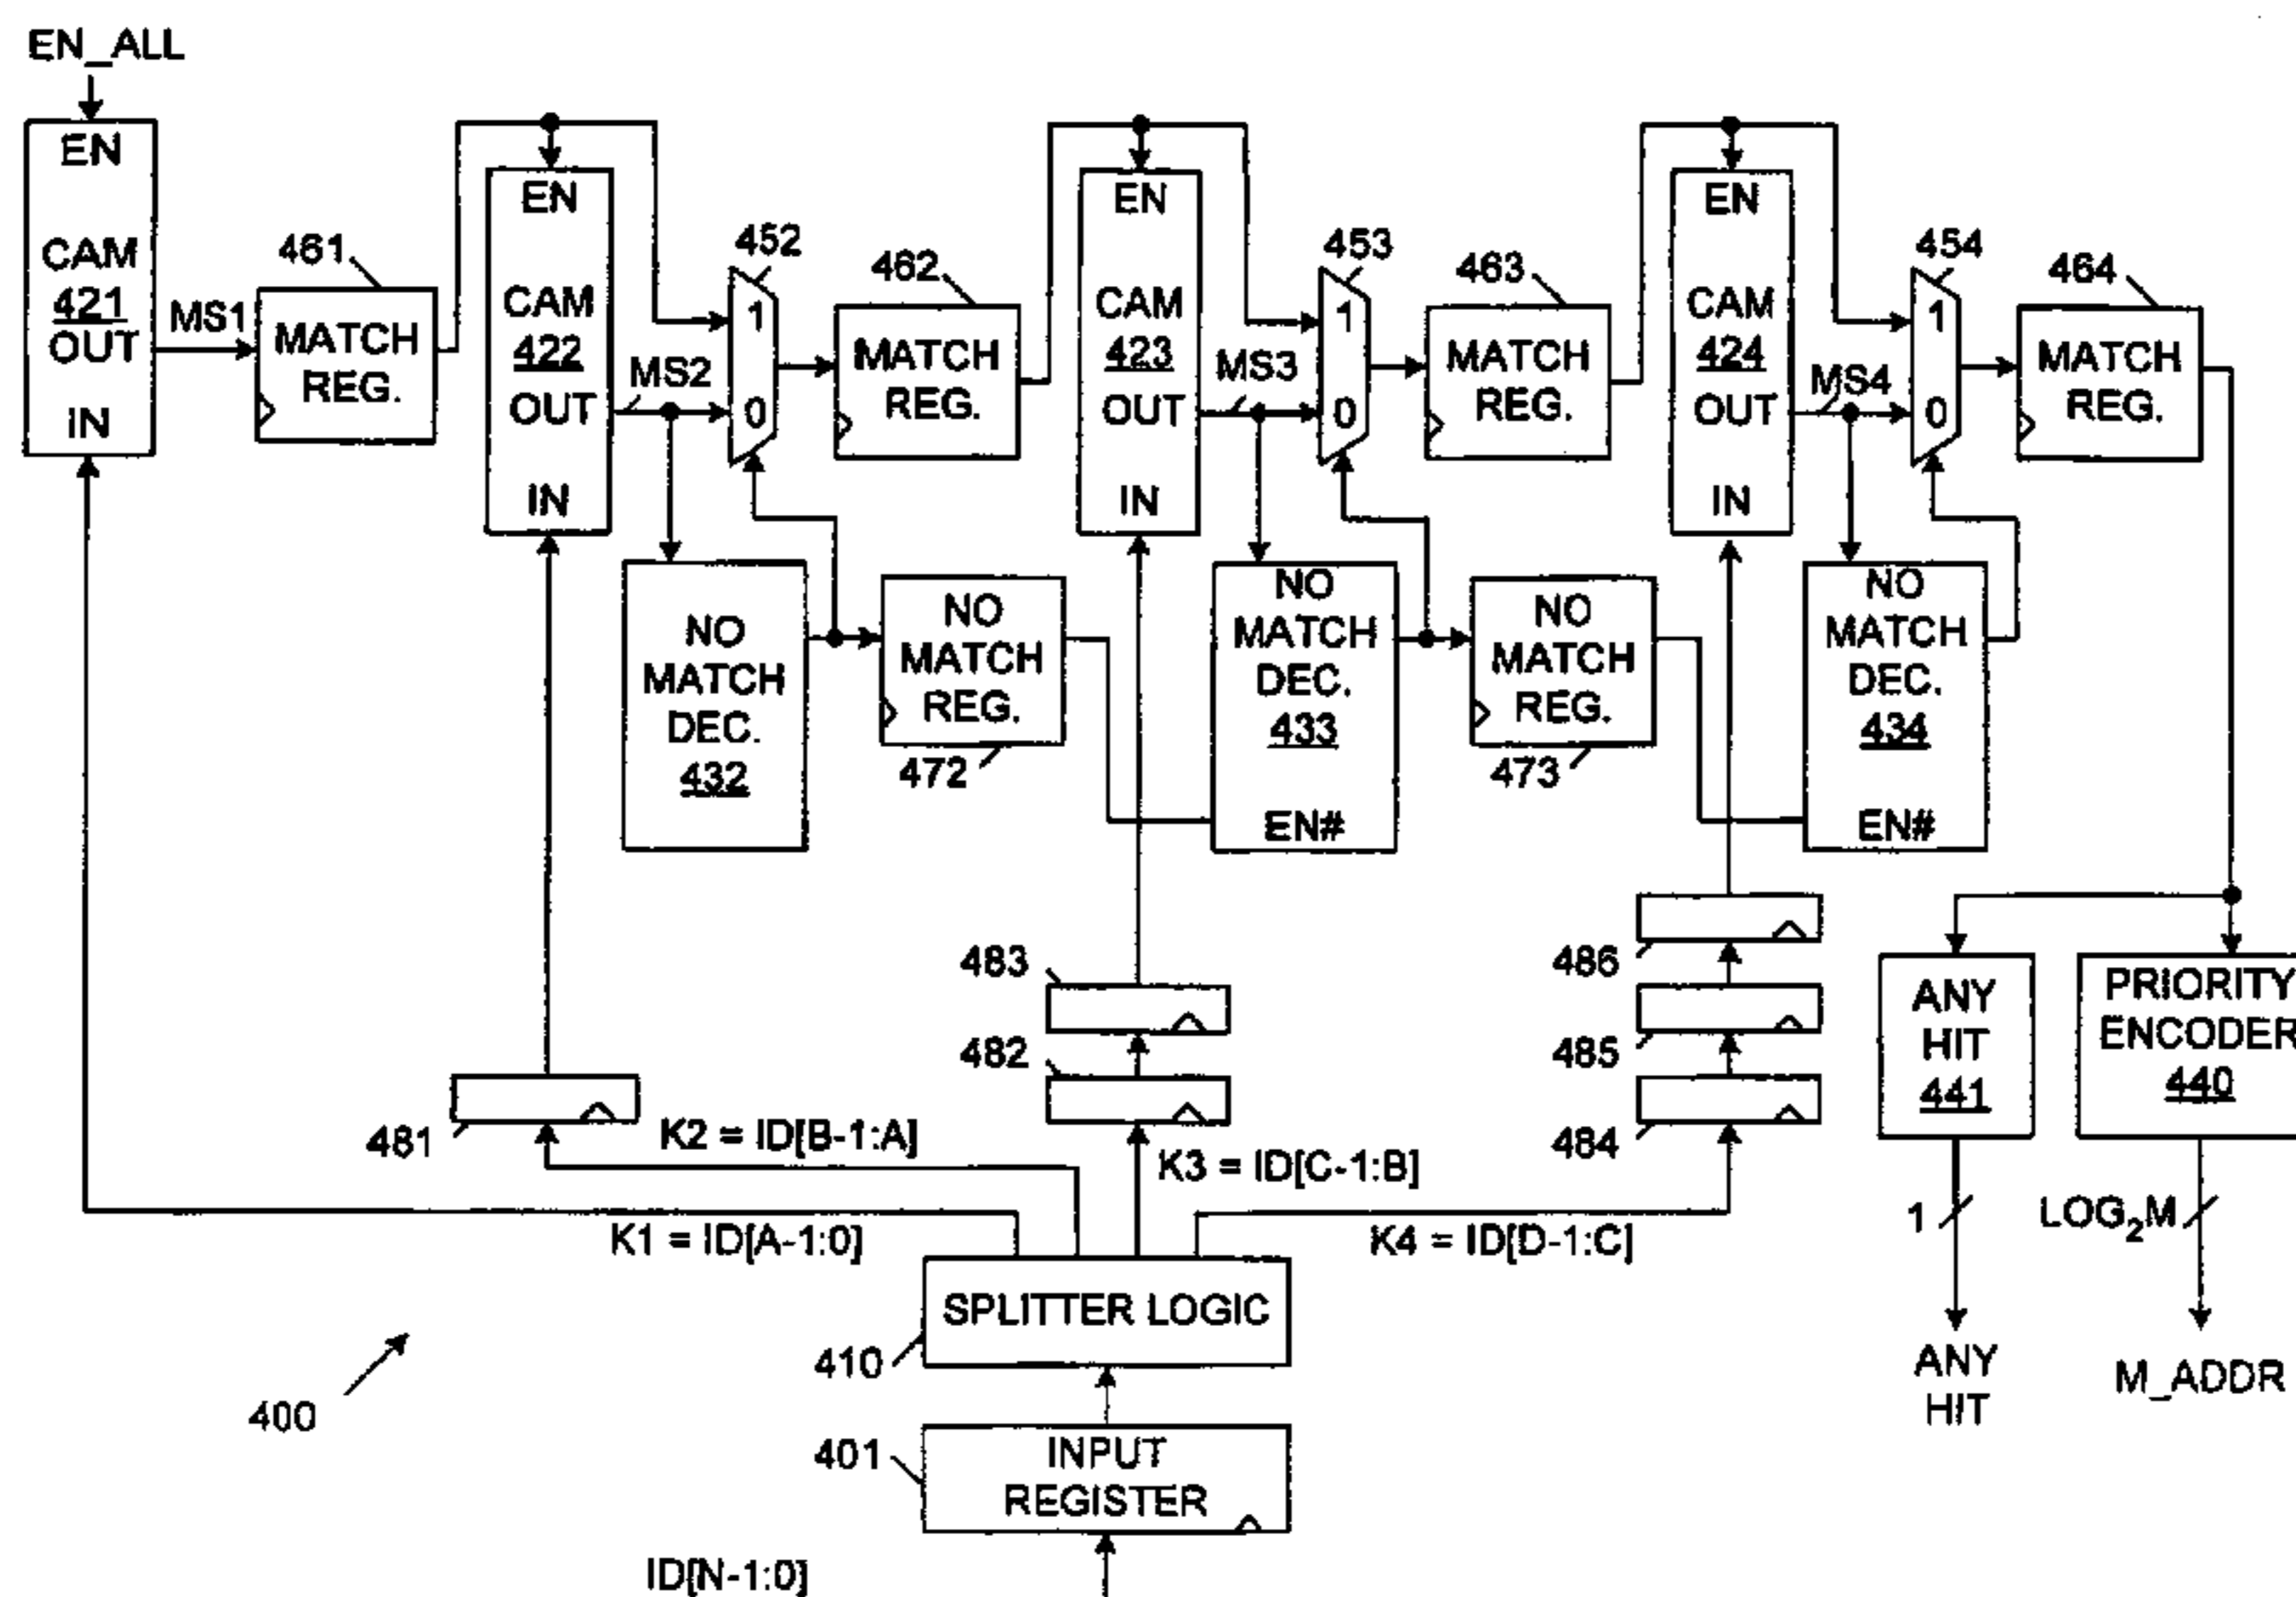 EN_ALL
EN
CAM
421
OUT
IN
MS1
461
MATCH
REG.
EN
CAM
422
OUT
IN
MS2
452
1
0
462
MATCH
REG.
EN
CAM
423
OUT
IN
MS3
453
1
0
463
MATCH
REG.
EN
CAM
424
OUT
IN
MS4
454
1
0
464
MATCH
REG.
NO
MATCH
DEC.
432
NO
MATCH
REG.
472
NO
MATCH
DEC.
433
EN#
NO
MATCH
REG.
473
NO
MATCH
DEC.
434
EN#
481
483
482
486
485
484
ANY
HIT
441
PRIORITY
ENCODER
440
K2 = ID[B-1:A]
K3 = ID[C-1:B]
K1 = ID[A-1:0]
K4 = ID[D-1:C]
1
LOG₂M
SPLITTER LOGIC
410
ANY
HIT
M_ADDR
400
401
INPUT
REGISTER
ID[N-1:0]